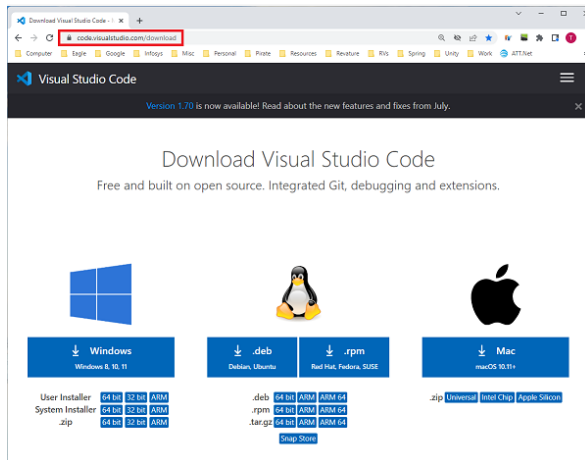 Download Visual Studio Code -
code.visualstudio.com/download
Computer Eagle Google Infosys Misc Personal Pirate Resources Revature RVs Spring Unity Work ATT.Net
Visual Studio Code
Version 1.70 is now available! Read about the new features and fixes from July.
Download Visual Studio Code
Free and built on open source. Integrated Git, debugging and extensions.
Windows
Windows 8, 10, 11
.deb
Debian, Ubuntu
.rpm
Red Hat, Fedora, SUSE
Mac
macOS 10.11+
User Installer 64 bit 32 bit ARM
System Installer 64 bit 32 bit ARM
.zip 64 bit 32 bit ARM
.deb 64 bit ARM ARM 64
.rpm 64 bit ARM ARM 64
.tar.gz 64 bit ARM ARM 64
Snap Store
.zip Universal Intel Chip Apple Silicon